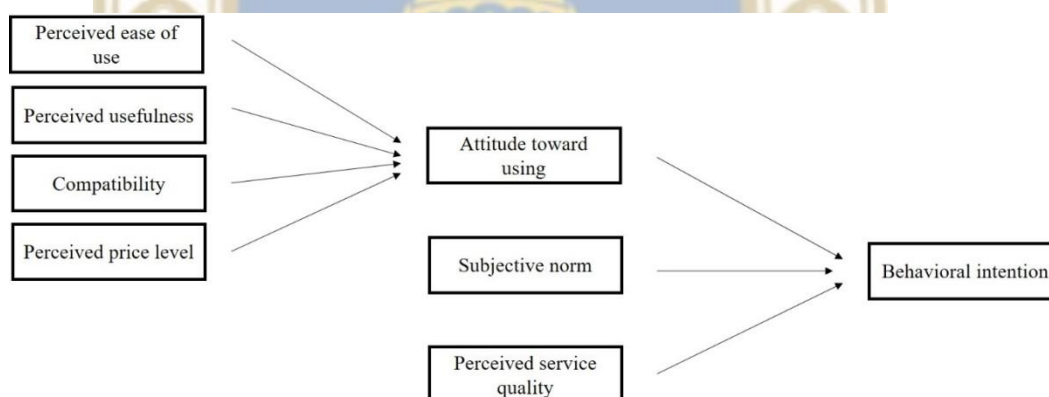 Perceived ease of
use
Perceived usefulness
Compatibility
Perceived price level
Attitude toward
using
Subjective norm
Perceived service
quality
Behavioral intention